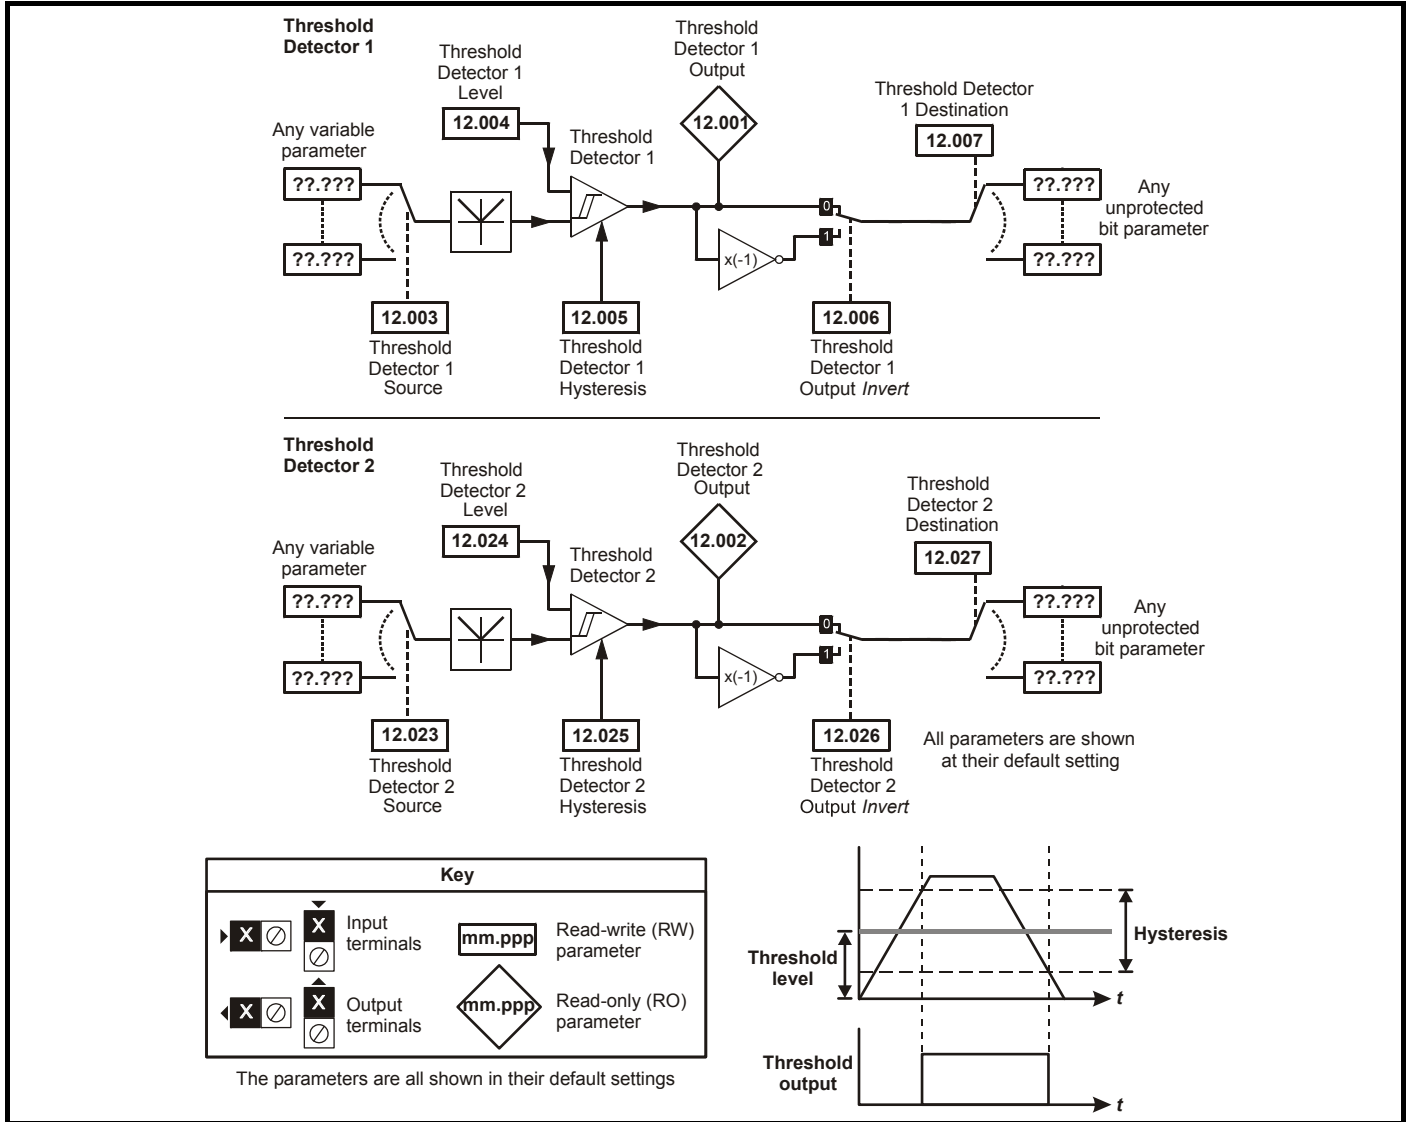 Threshold
Detector 1
Threshold
Detector 1
Level
12.004
Threshold
Detector 1
Output
12.001
Threshold Detector
1 Destination
12.007
Any variable
parameter
??.???
??.???
Threshold
Detector 1
0
1
x(-1)
??.???
??.???
Any
unprotected
bit parameter
12.003
Threshold
Detector 1
Source
12.005
Threshold
Detector 1
Hysteresis
12.006
Threshold
Detector 1
Output Invert
Threshold
Detector 2
Threshold
Detector 2
Level
12.024
Threshold
Detector 2
Output
12.002
Threshold
Detector 2
Destination
12.027
Any variable
parameter
??.???
??.???
Threshold
Detector 2
0
1
x(-1)
??.???
??.???
Any
unprotected
bit parameter
12.023
Threshold
Detector 2
Source
12.025
Threshold
Detector 2
Hysteresis
12.026
Threshold
Detector 2
Output Invert
All parameters are shown
at their default setting
Key
X
X
Input
terminals
mm.ppp
Read-write (RW)
parameter
X
X
Output
terminals
mm.ppp
Read-only (RO)
parameter
The parameters are all shown in their default settings
Threshold
level
Hysteresis
t
Threshold
output
t